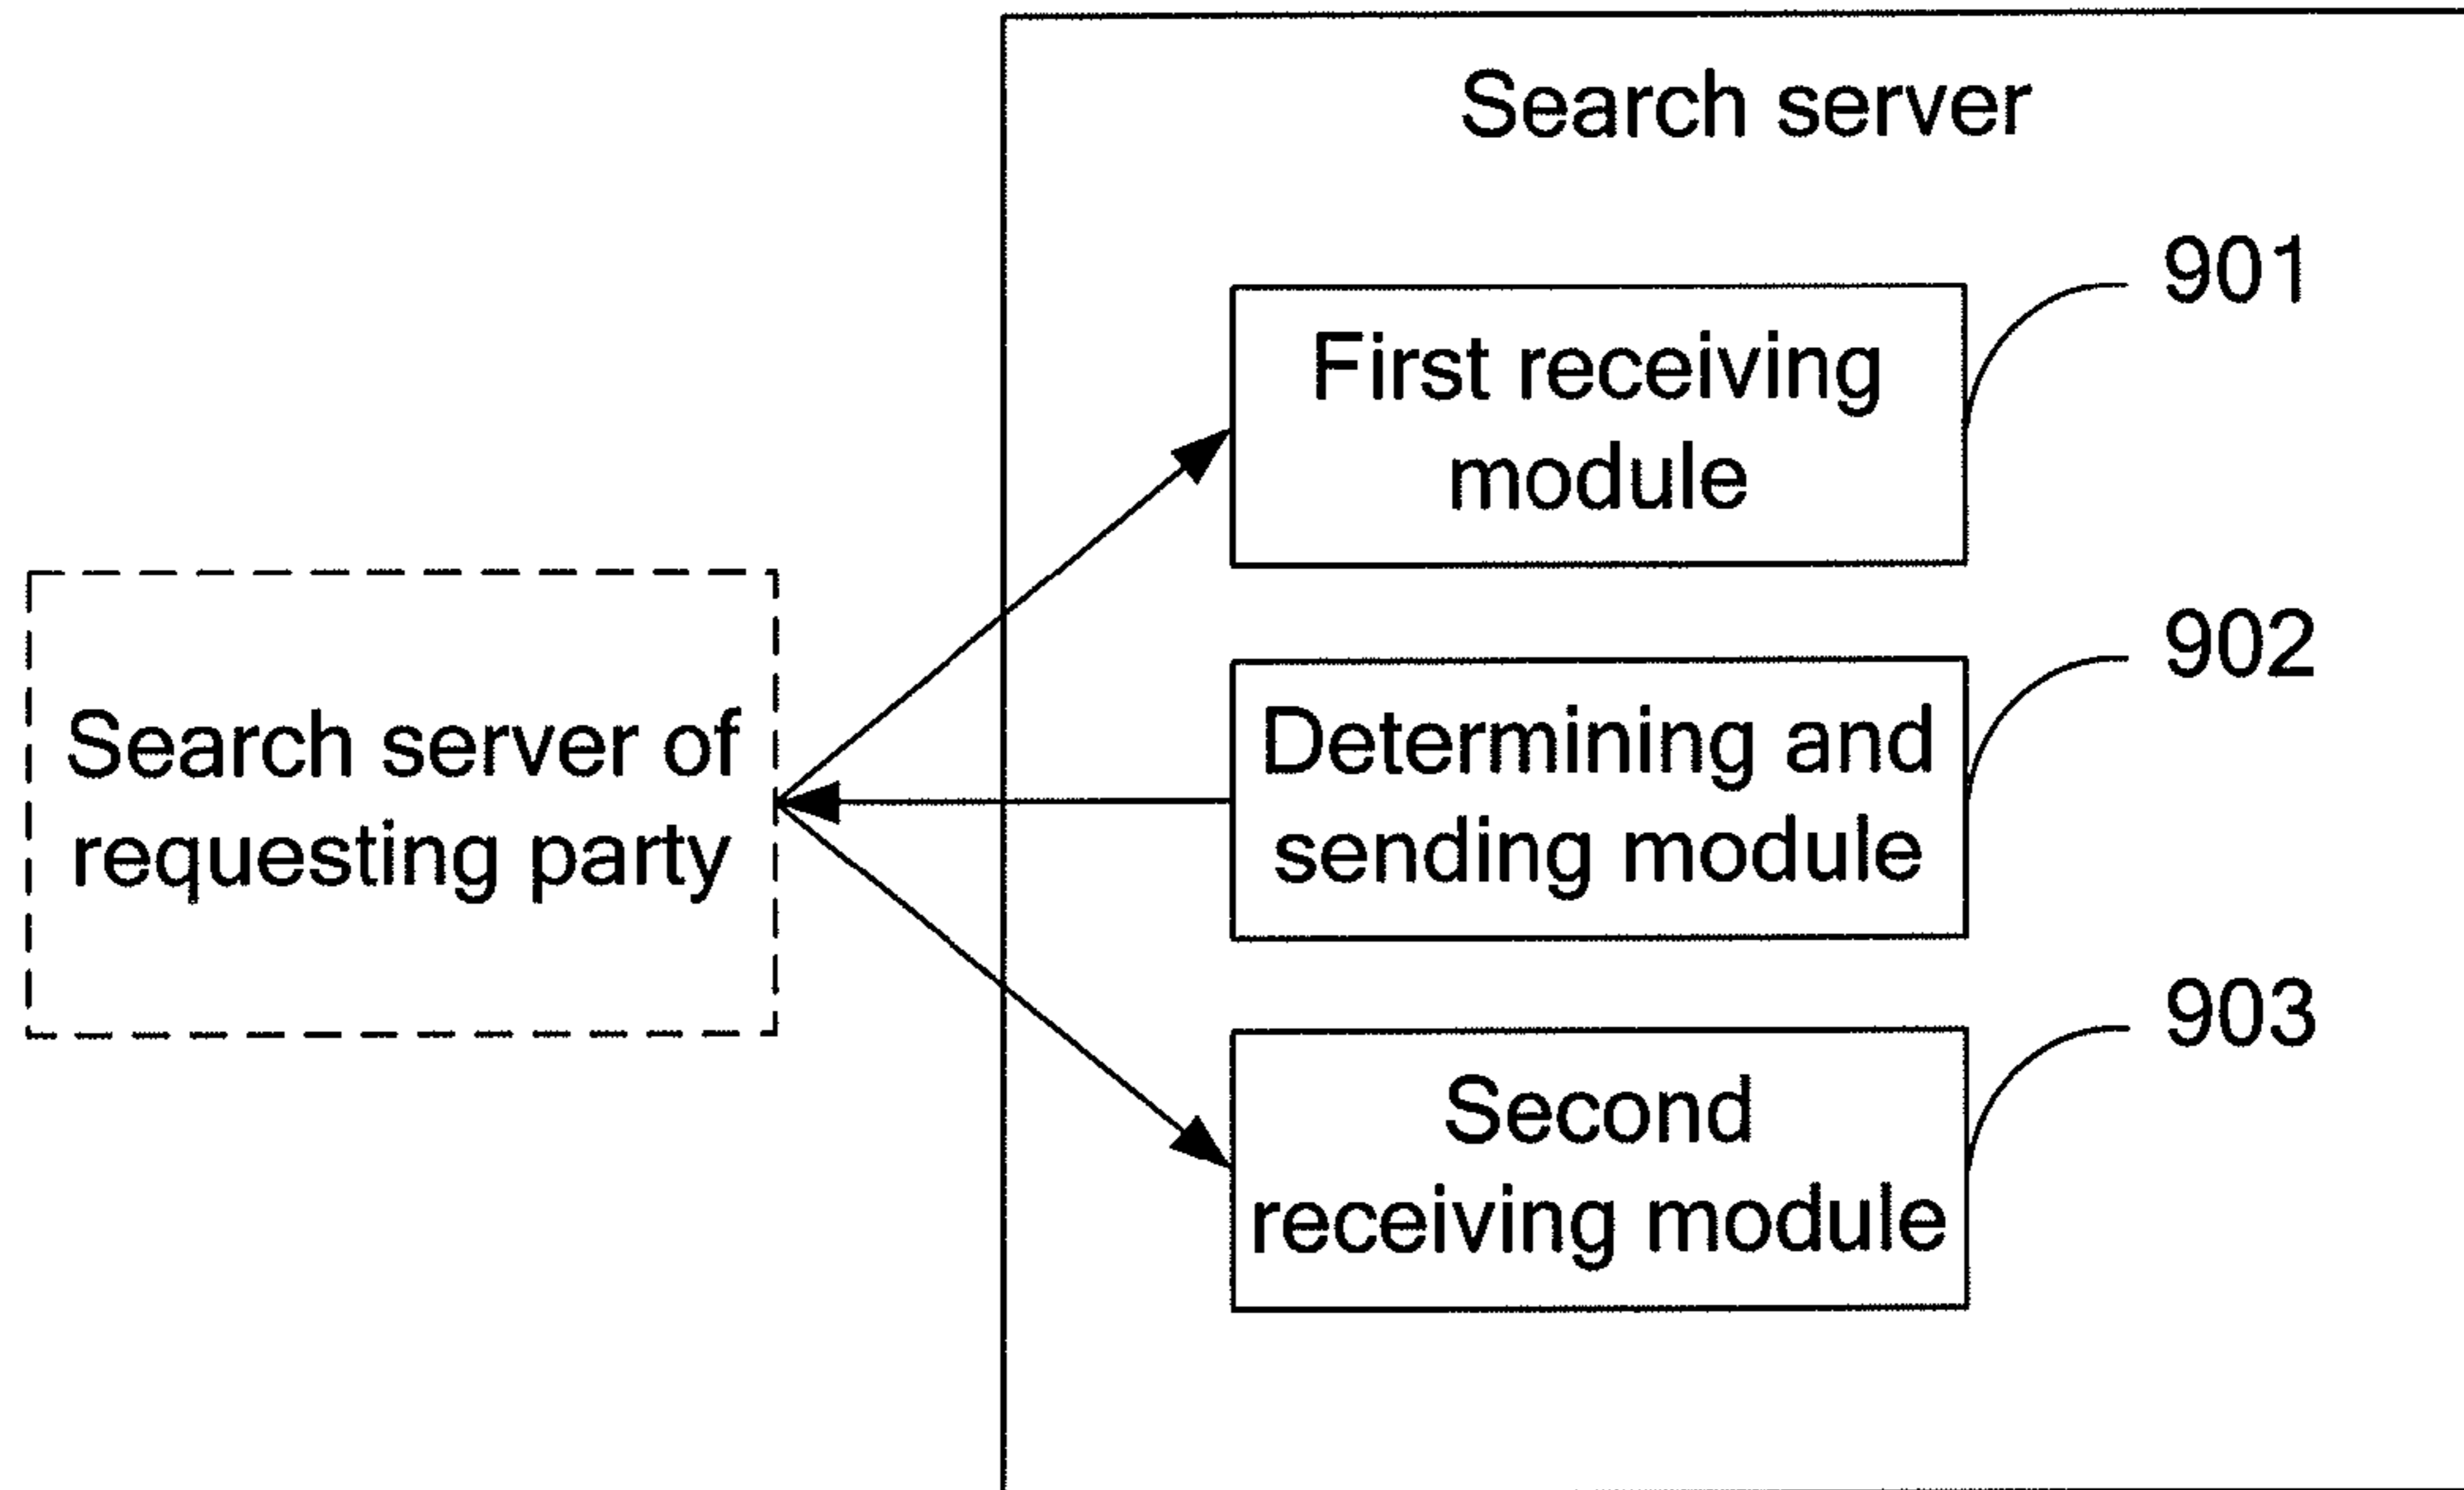 Search server
901
First receiving
module
902
Search server of
requesting party
Determining and
sending module
903
Second
receiving module